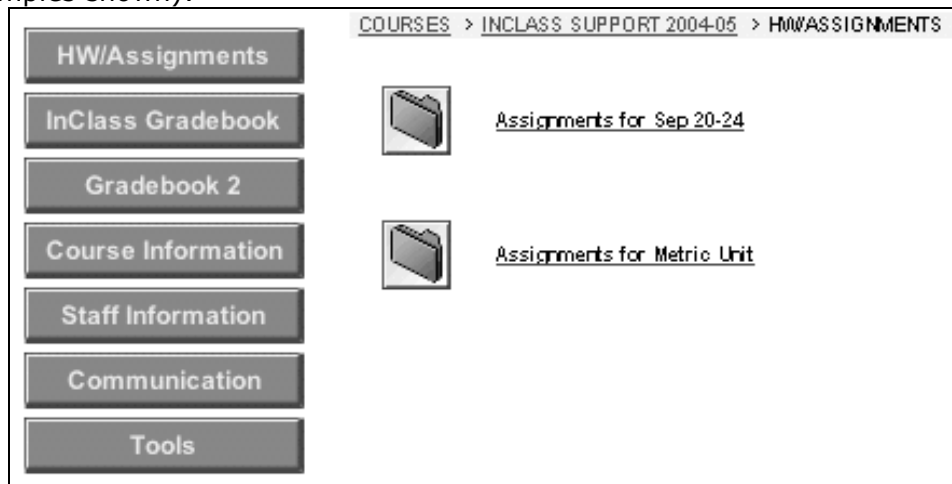 COURSES > INCLASS SUPPORT 2004-05 > HW/ASSIGNMENTS
HW/Assignments
InClass Gradebook
Gradebook 2
Course Information
Staff Information
Communication
Tools
Assignments for Sep 20-24
Assignments for Metric Unit